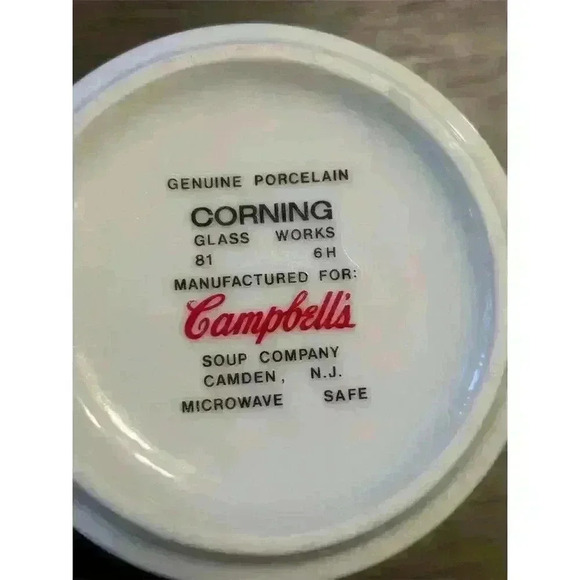 GENUINE PORCELAIN
CORNING
GLASS WORKS
81 6H
MANUFACTURED FOR:
Campbell's
SOUP COMPANY
CAMDEN, N.J.
MICROWAVE SAFE